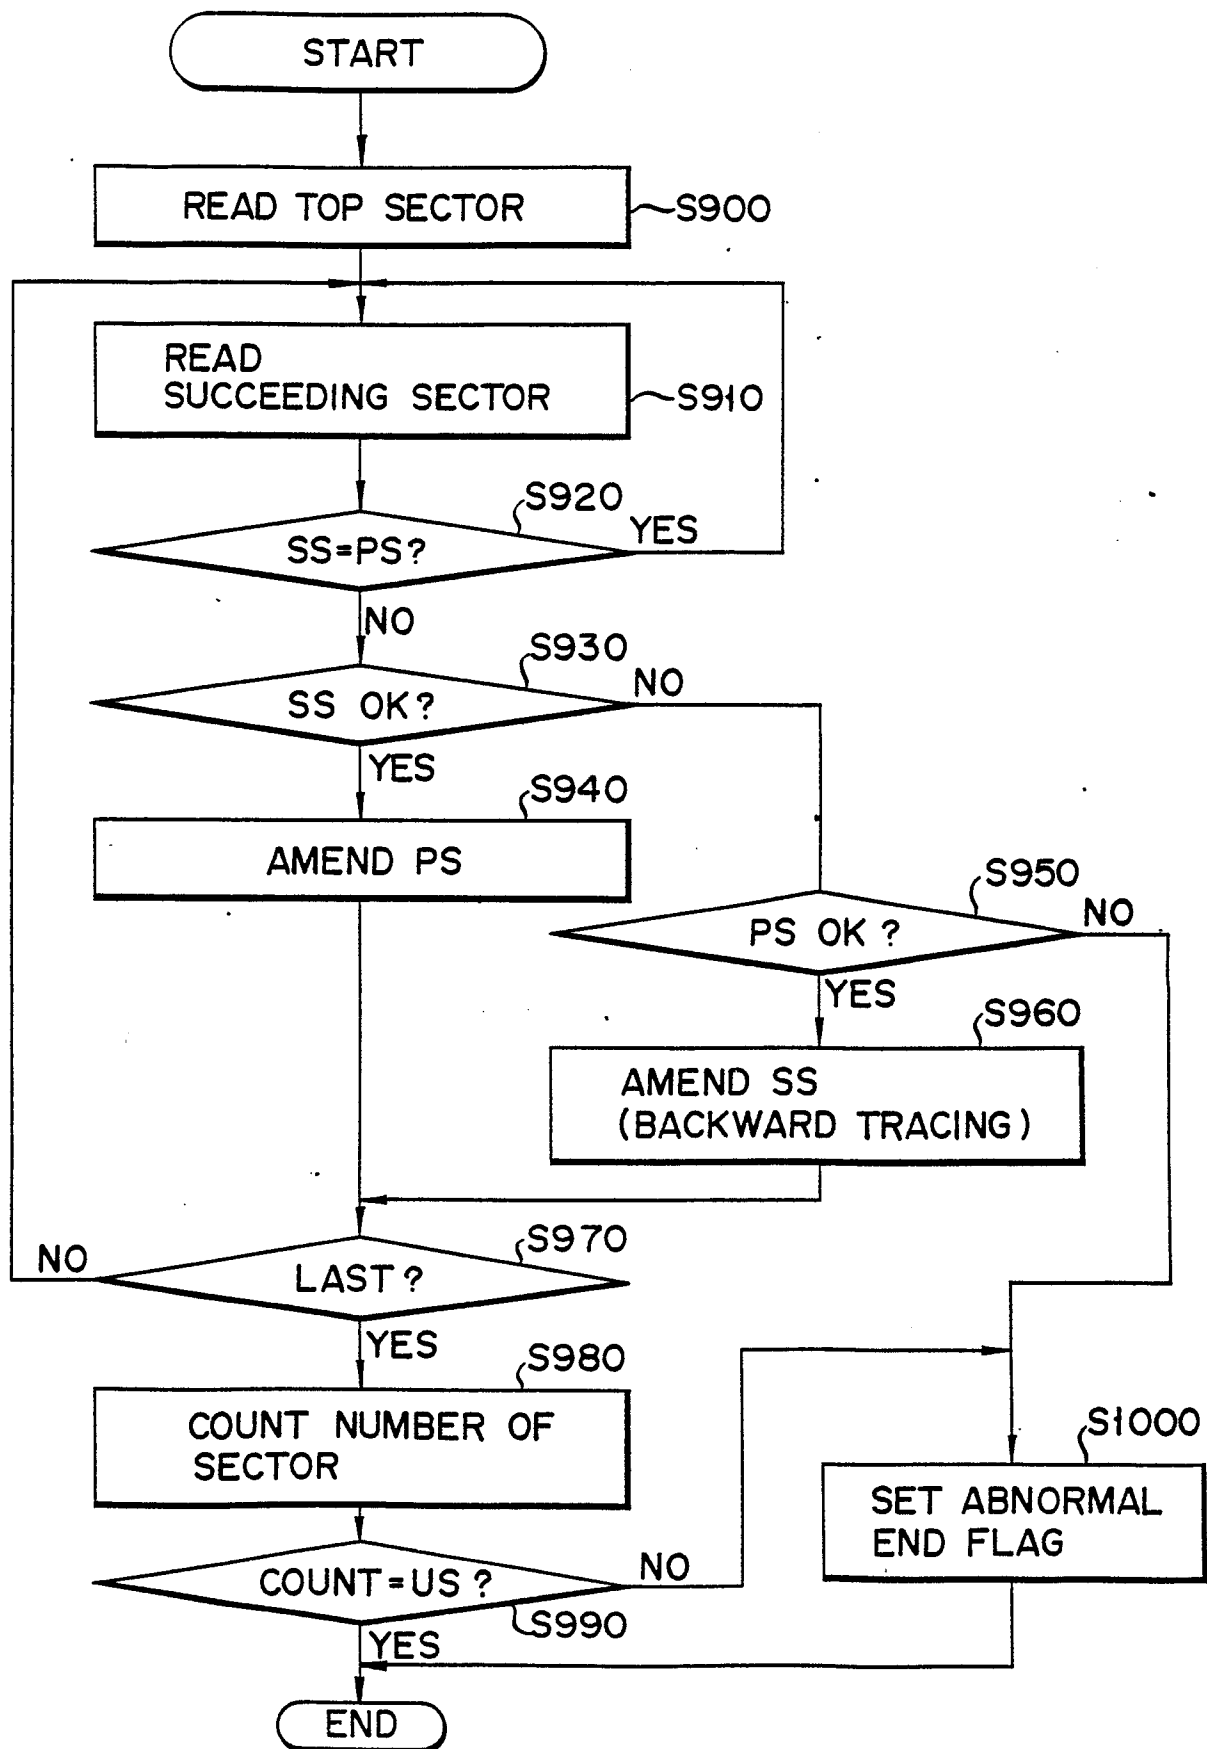 START
READ TOP SECTOR
S900
READ
SUCCEEDING SECTOR
S910
S920
SS=PS?
YES
NO
S930
SS OK?
NO
YES
S940
AMEND PS
S950
PS OK?
NO
YES
S960
AMEND SS
(BACKWARD TRACING)
S970
LAST?
NO
YES
S980
COUNT NUMBER OF
SECTOR
S1000
SET ABNORMAL
END FLAG
COUNT=US?
NO
S990
YES
END